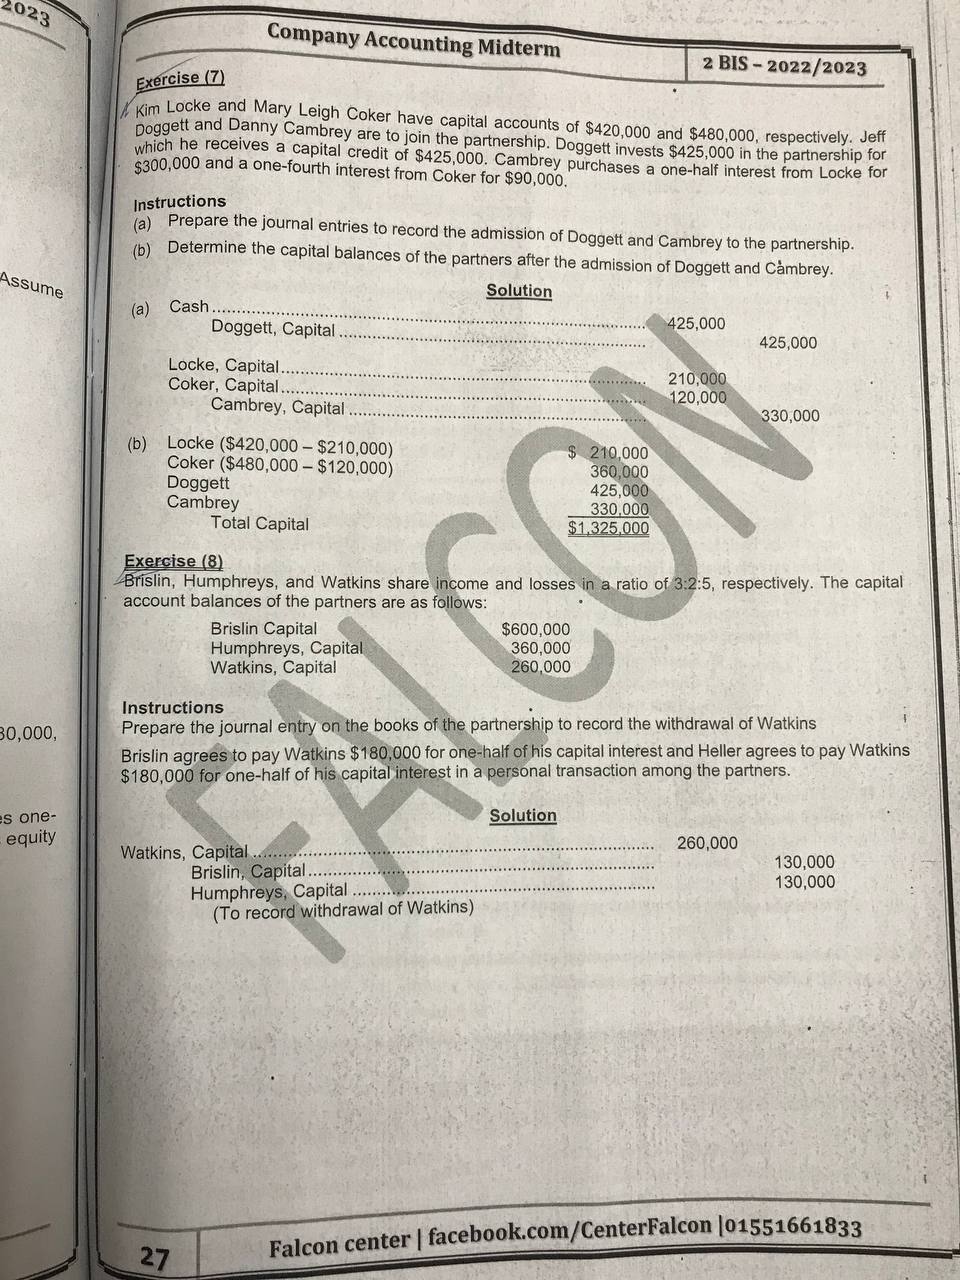 2023
Assume
30,000,
es one-
equity
Company Accounting Midterm
2 BIS – 2022/2023
Exercise (7)
Kim Locke and Mary Leigh Coker have capital accounts of $420,000 and $480,000, respectively. Jeff
Doggett and Danny Cambrey are to join the partnership. Doggett invests $425,000 in the partnership for
which he receives a capital credit of $425,000. Cambrey purchases a one-half interest from Locke for
$300,000 and a one-fourth interest from Coker for $90,000.
Instructions
(a) Prepare the journal entries to record the admission of Doggett and Cambrey to the partnership.
(b) Determine the capital balances of the partners after the admission of Doggett and Cambrey.
Solution
(a) Cash ........ 425,000
Doggett, Capital ........ 425,000
Locke, Capital ........ 210,000
Coker, Capital ........ 120,000
Cambrey, Capital ........ 330,000
(b) Locke ($420,000 – $210,000) $ 210,000
Coker ($480,000 – $120,000) 360,000
Doggett 425,000
Cambrey 330,000
Total Capital $1,325,000
Exercise (8)
Brislin, Humphreys, and Watkins share income and losses in a ratio of 3:2:5, respectively. The capital
account balances of the partners are as follows:
Brislin Capital $600,000
Humphreys, Capital 360,000
Watkins, Capital 260,000
Instructions
Prepare the journal entry on the books of the partnership to record the withdrawal of Watkins
Brislin agrees to pay Watkins $180,000 for one-half of his capital interest and Heller agrees to pay Watkins
$180,000 for one-half of his capital interest in a personal transaction among the partners.
Solution
Watkins, Capital ........ 260,000
Brislin, Capital ........ 130,000
Humphreys, Capital ........ 130,000
(To record withdrawal of Watkins)
FALCON
27
Falcon center | facebook.com/CenterFalcon |01551661833